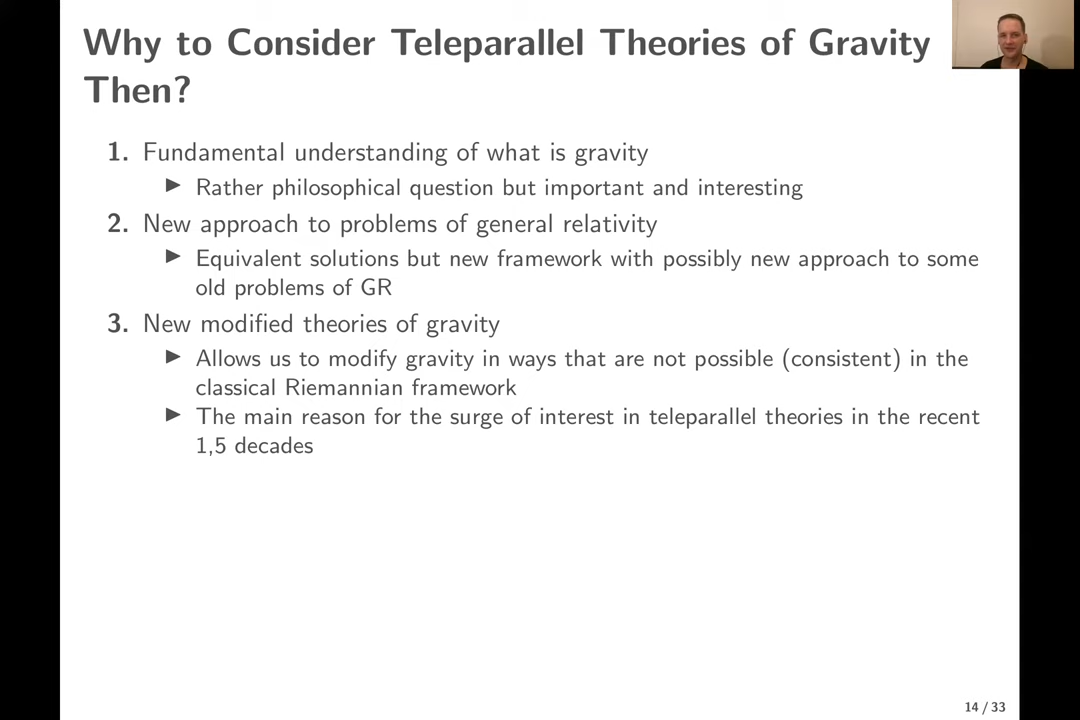 Why to Consider Teleparallel Theories of Gravity
Then?
1. Fundamental understanding of what is gravity
▶ Rather philosophical question but important and interesting
2. New approach to problems of general relativity
▶ Equivalent solutions but new framework with possibly new approach to some
old problems of GR
3. New modified theories of gravity
▶ Allows us to modify gravity in ways that are not possible (consistent) in the
classical Riemannian framework
▶ The main reason for the surge of interest in teleparallel theories in the recent
1,5 decades
14 / 33